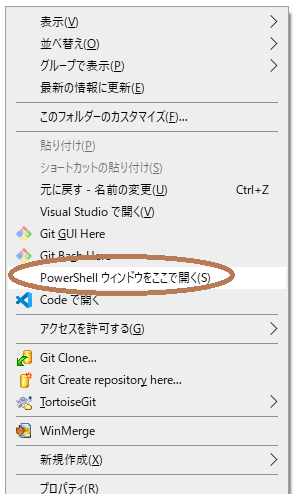 表示(V)
並べ替え(O)
グループで表示(P)
最新の情報に更新(E)
このフォルダーのカスタマイズ(F)...
貼り付け(P)
ショートカットの貼り付け(S)
元に戻す - 名前の変更(U) Ctrl+Z
Visual Studio で開く(V)
Git GUI Here
Git Bash Here
PowerShell ウィンドウをここで開く(S)
Code で開く
アクセスを許可する(G)
Git Clone...
Git Create repository here...
TortoiseGit
WinMerge
新規作成(X)
プロパティ(R)